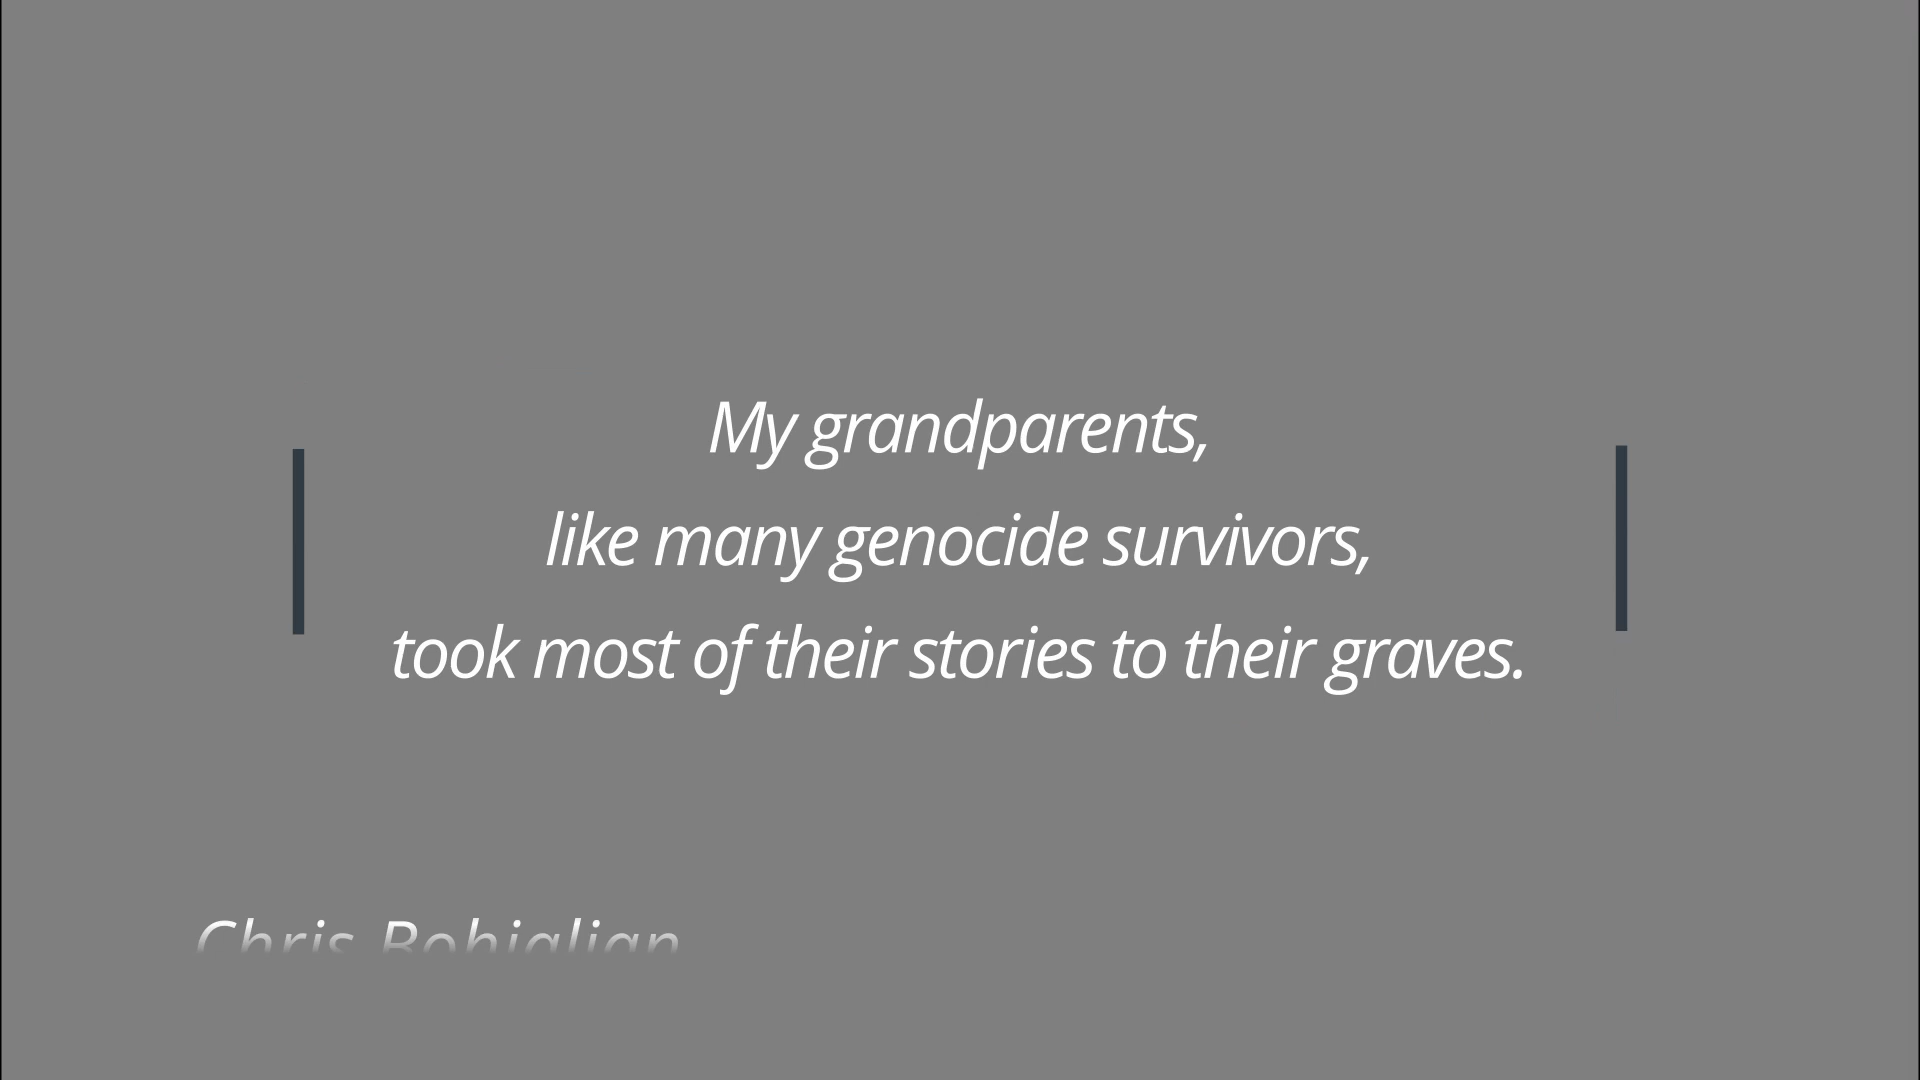 My grandparents,
like many genocide survivors,
took most of their stories to their graves.
Chris Bohjalian